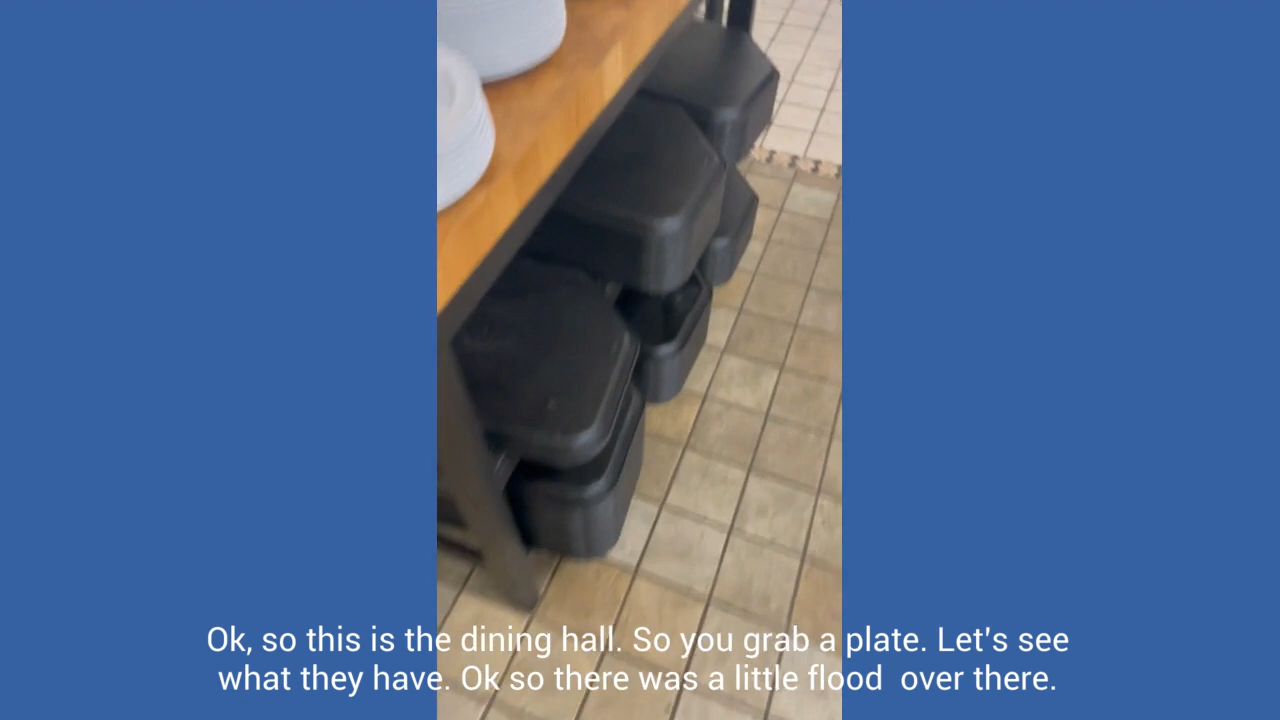 Ok, so this is the dining hall. So you grab a plate. Let's see
what they have. Ok so there was a little flood  over there.